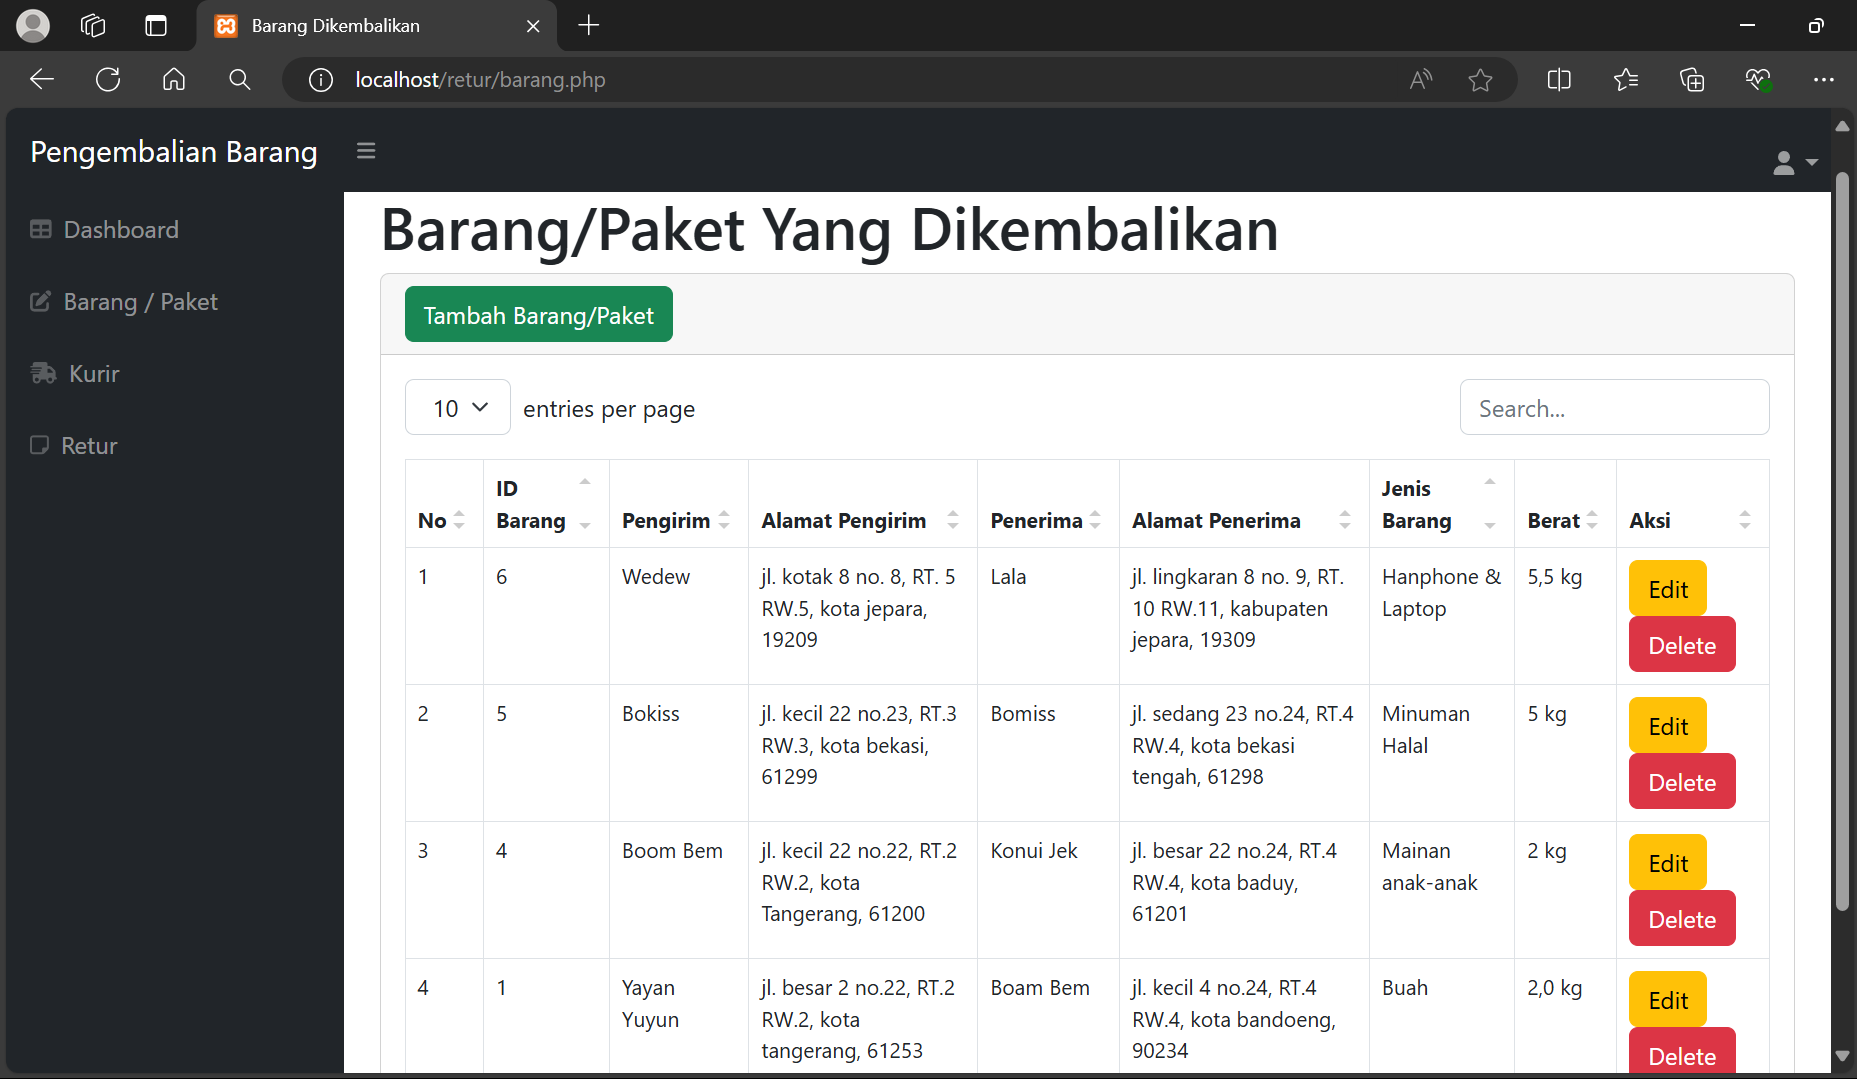 Barang Dikembalikan
localhost/retur/barang.php
Pengembalian Barang
Dashboard
Barang / Paket
Kurir
Retur
Barang/Paket Yang Dikembalikan
Tambah Barang/Paket
10 entries per page
Search...
No
ID
Barang
Pengirim
Alamat Pengirim
Penerima
Alamat Penerima
Jenis
Barang
Berat
Aksi
1
6
Wedew
jl. kotak 8 no. 8, RT. 5
RW.5, kota jepara,
19209
Lala
jl. lingkaran 8 no. 9, RT.
10 RW.11, kabupaten
jepara, 19309
Hanphone &
Laptop
5,5 kg
Edit
Delete
2
5
Bokiss
jl. kecil 22 no.23, RT.3
RW.3, kota bekasi,
61299
Bomiss
jl. sedang 23 no.24, RT.4
RW.4, kota bekasi
tengah, 61298
Minuman
Halal
5 kg
Edit
Delete
3
4
Boom Bem
jl. kecil 22 no.22, RT.2
RW.2, kota
Tangerang, 61200
Konui Jek
jl. besar 22 no.24, RT.4
RW.4, kota baduy,
61201
Mainan
anak-anak
2 kg
Edit
Delete
4
1
Yayan
Yuyun
jl. besar 2 no.22, RT.2
RW.2, kota
tangerang, 61253
Boam Bem
jl. kecil 4 no.24, RT.4
RW.4, kota bandoeng,
90234
Buah
2,0 kg
Edit
Delete